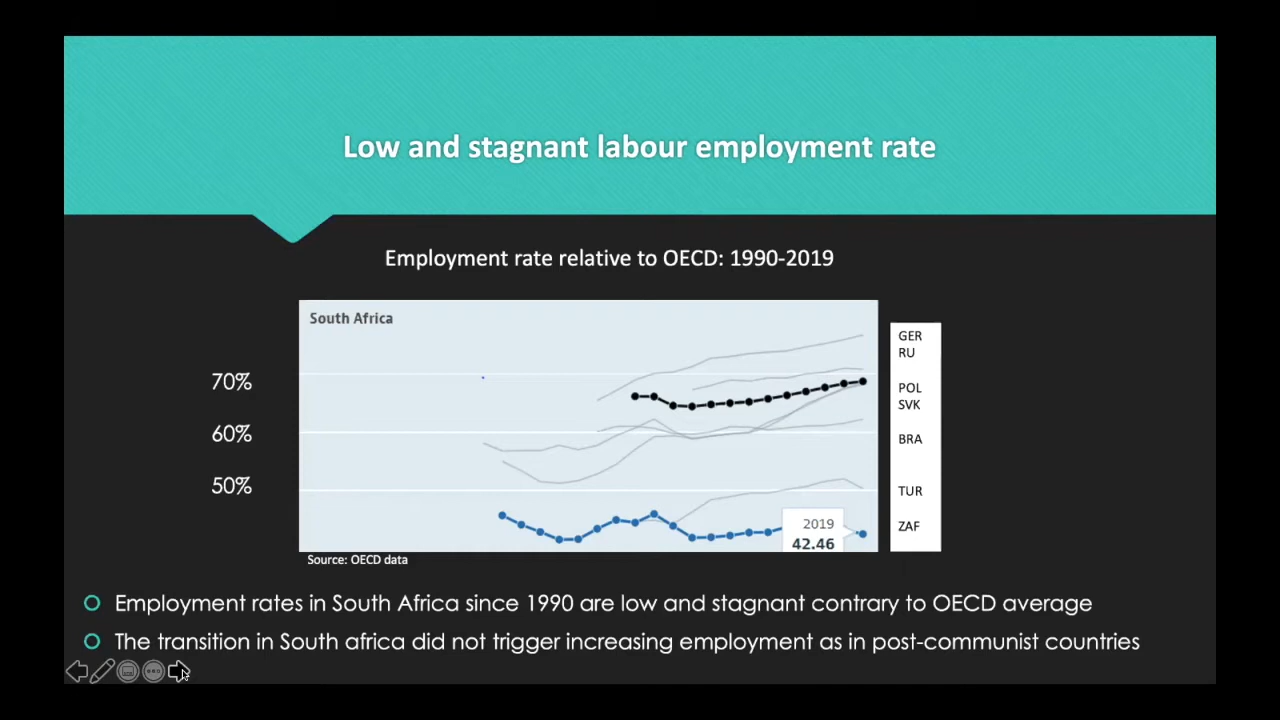 Low and stagnant labour employment rate
Employment rate relative to OECD: 1990-2019
South Africa
70%
60%
50%
2019
42.46
GER
RU
POL
SVK
BRA
TUR
ZAF
Source: OECD data
Employment rates in South Africa since 1990 are low and stagnant contrary to OECD average
The transition in South africa did not trigger increasing employment as in post-communist countries